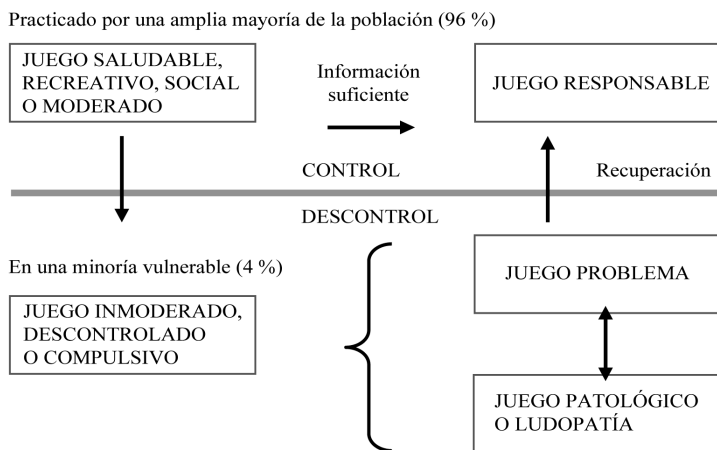 Practicado por una amplia mayoría de la población (96 %)
JUEGO SALUDABLE,
RECREATIVO, SOCIAL
O MODERADO
Información
suficiente
JUEGO RESPONSABLE
CONTROL
Recuperación
DESCONTROL
En una minoría vulnerable (4 %)
JUEGO INMODERADO,
DESCONTROLADO
O COMPULSIVO
JUEGO PROBLEMA
JUEGO PATOLÓGICO
O LUDOPATÍA